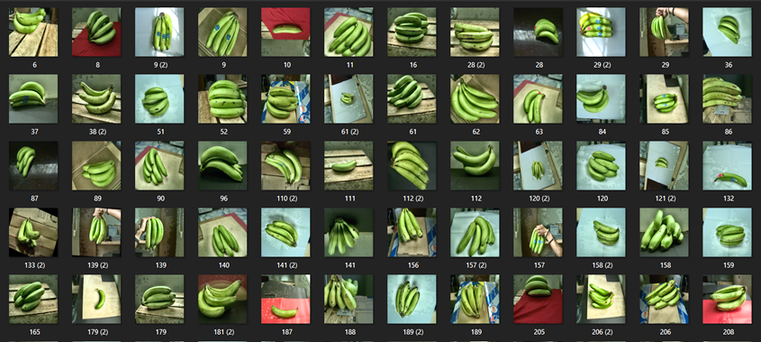 6 8 9 (2) 9 10 11 16 28 (2) 28 29 (2) 29 36
37 38 (2) 51 52 59 61 (2) 61 62 63 84 85 86
87 89 90 96 110 (2) 111 112 (2) 112 120 (2) 120 121 (2) 132
133 (2) 139 (2) 139 140 141 (2) 141 156 157 (2) 157 158 (2) 158 159
165 179 (2) 179 181 (2) 187 188 189 (2) 189 205 206 (2) 206 208